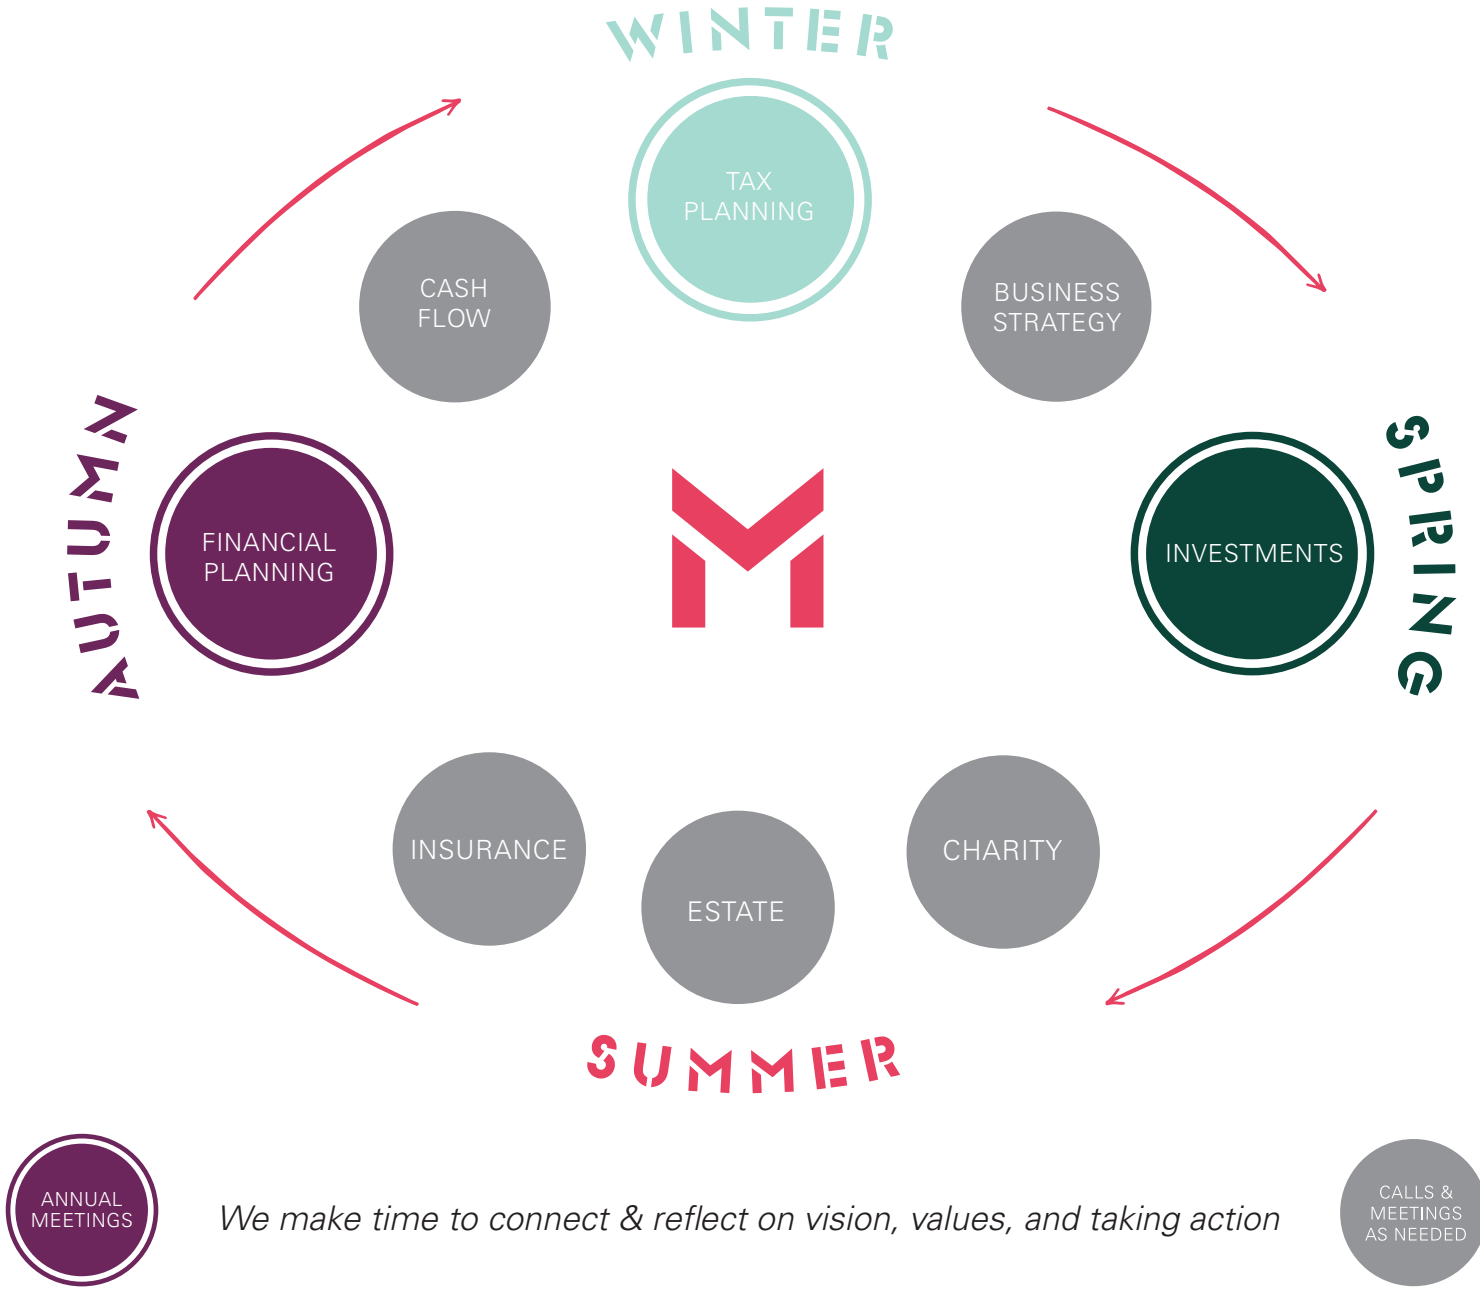 WINTER
TAX
PLANNING
CASH
FLOW
BUSINESS
STRATEGY
AUTUMN
FINANCIAL
PLANNING
M
INVESTMENTS
SPRING
INSURANCE
ESTATE
CHARITY
SUMMER
ANNUAL
MEETINGS
We make time to connect & reflect on vision, values, and taking action
CALLS &
MEETINGS
AS NEEDED